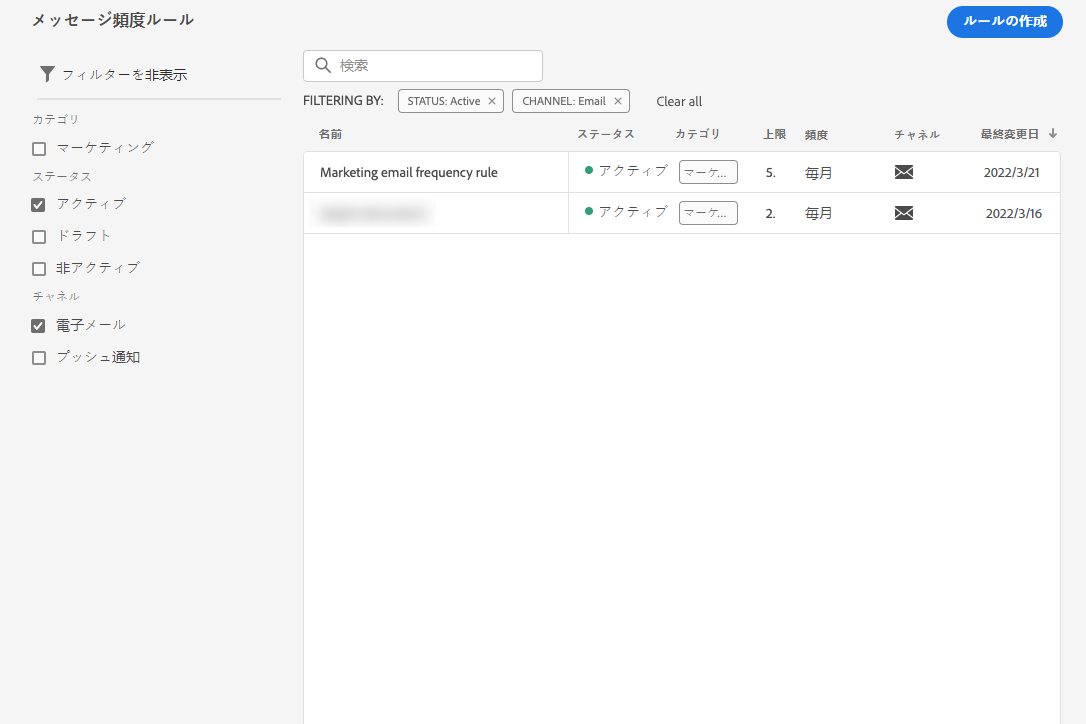 メッセージ頻度ルール
ルールの作成
フィルターを非表示
カテゴリ
マーケティング
ステータス
アクティブ
ドラフト
非アクティブ
チャネル
電子メール
プッシュ通知
検索
FILTERING BY: STATUS: Active × CHANNEL: Email × Clear all
名前 ステータス カテゴリ 上限 頻度 チャネル 最終変更日 ↓
Marketing email frequency rule アクティブ マーケ... 5. 毎月 2022/3/21
アクティブ マーケ... 2. 毎月 2022/3/16